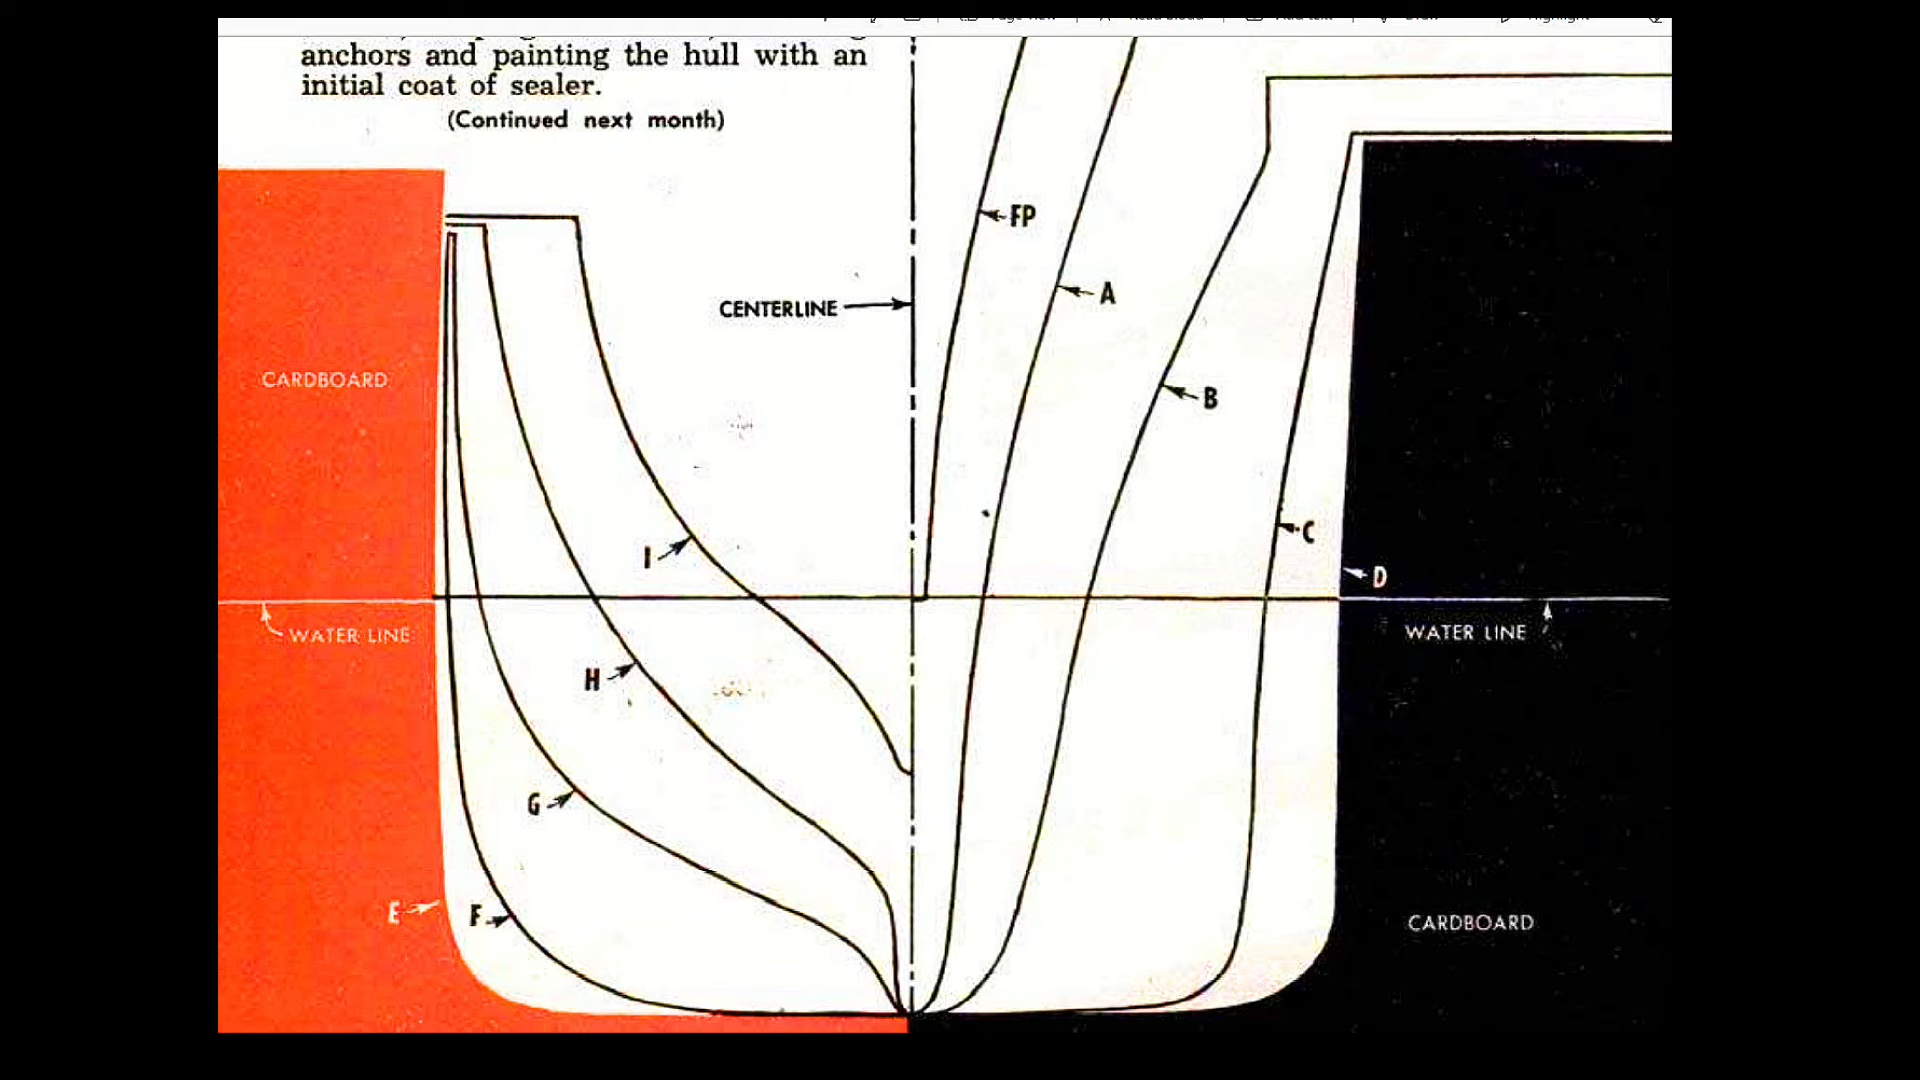 anchors and painting the hull with an
initial coat of sealer.
(Continued next month)
FP
CENTERLINE
A
CARDBOARD
B
I
C
D
WATER LINE
WATER LINE
H
G
E
F
CARDBOARD